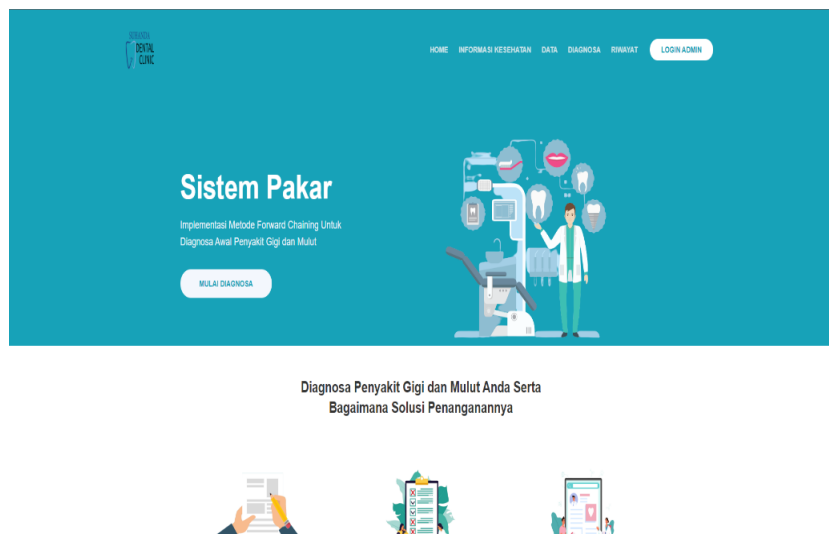 DENTAL
CLINIC
HOME INFORMASI KESEHATAN DATA DIAGNOSA RIWAYAT LOGIN ADMIN
Sistem Pakar
Implementasi Metode Forward Chaining Untuk
Diagnosa Awal Penyakit Gigi dan Mulut
MULAI DIAGNOSA
Diagnosa Penyakit Gigi dan Mulut Anda Serta
Bagaimana Solusi Penanganannya